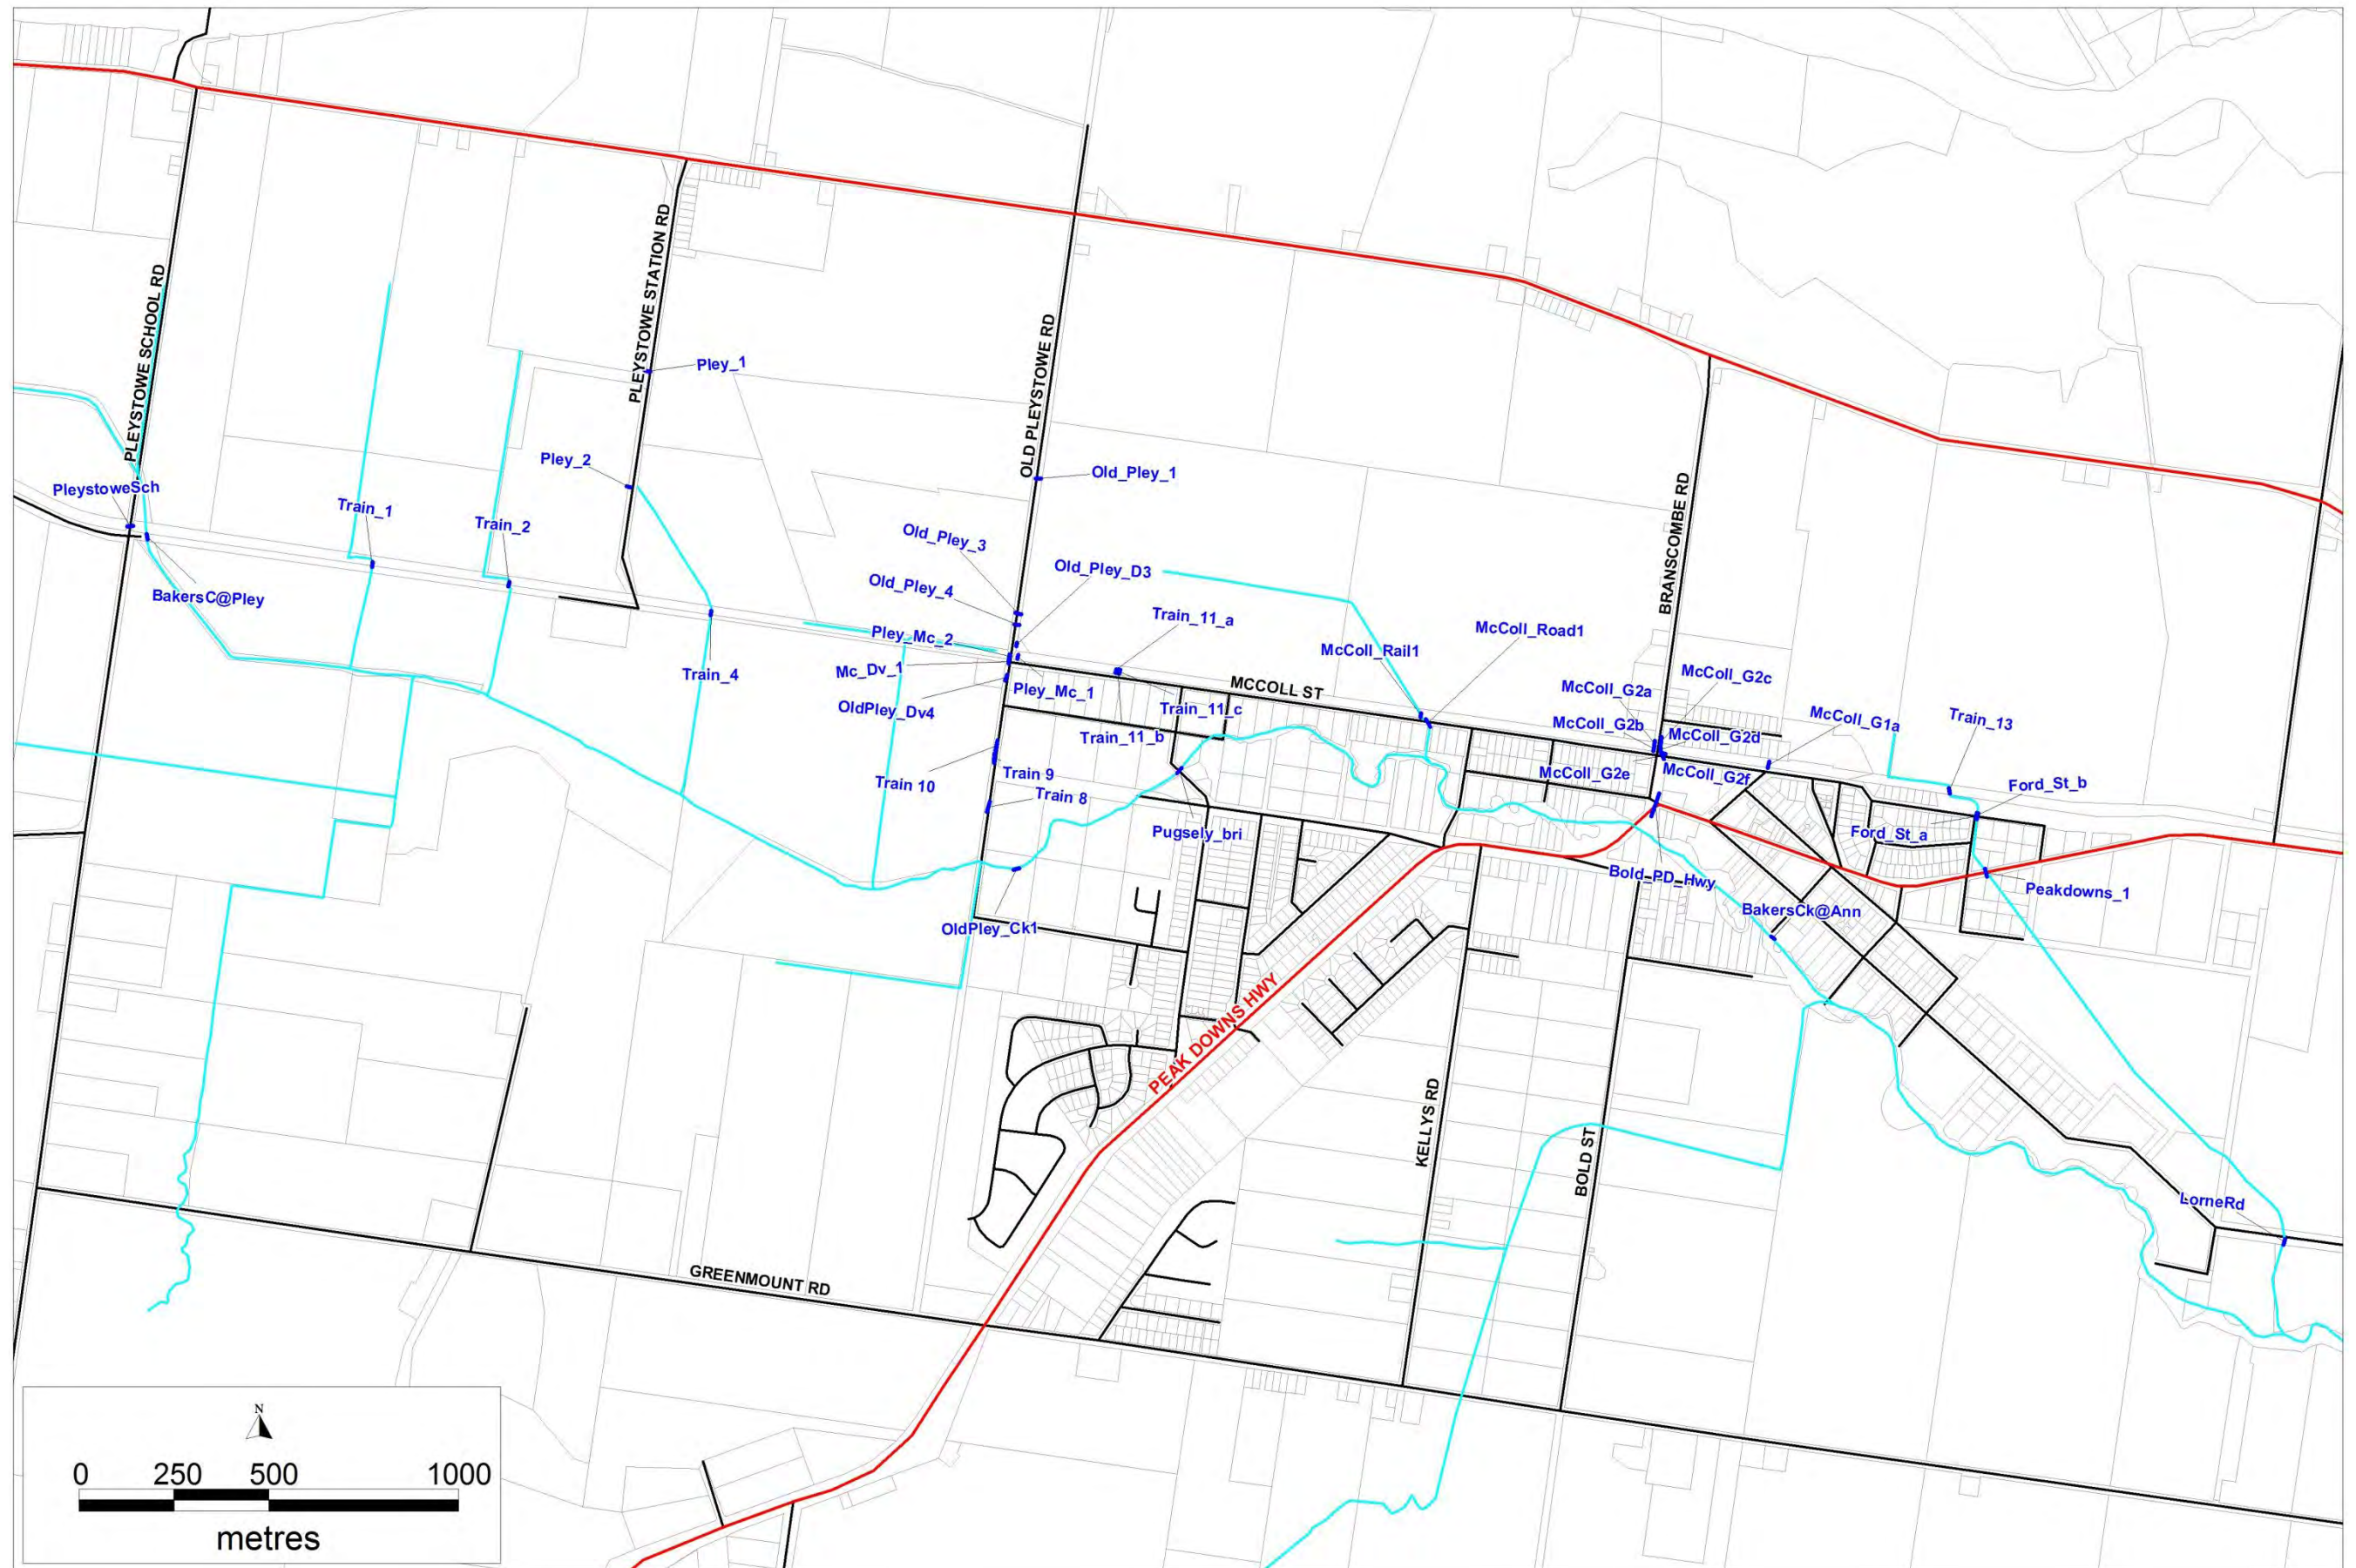 PLEYSTOWE SCHOOL RD
PLEYSTOWE STATION RD
OLD PLEYSTOWE RD
BRANSCOMBE RD
Pley_1
Pley_2
Old_Pley_1
PleystoweSch
Train_1
Train_2
Old_Pley_3
Old_Pley_D3
Old_Pley_4
BakersC@Pley
Train_11_a
McColl_Road1
Pley_Mc_2
McColl_Rail1
Mc_Dv_1
Train_4
Pley_Mc_1
MCCOLL ST
McColl_G2a
McColl_G2c
OldPley_Dv4
Train_11_c
McColl_G2b
McColl_G2d
McColl_G1a
Train_13
Train_11_b
Train 10
Train 9
Train 8
McColl_G2e
McColl_G2f
Ford_St_b
Pugsely_bri
Ford_St_a
Bold_PD_Hwy
Peakdowns_1
BakersCk@Ann
OldPley_Ck1
PEAK DOWNS HWY
KELLYS RD
BOLD ST
LorneRd
GREENMOUNT RD
N
0 250 500 1000
metres